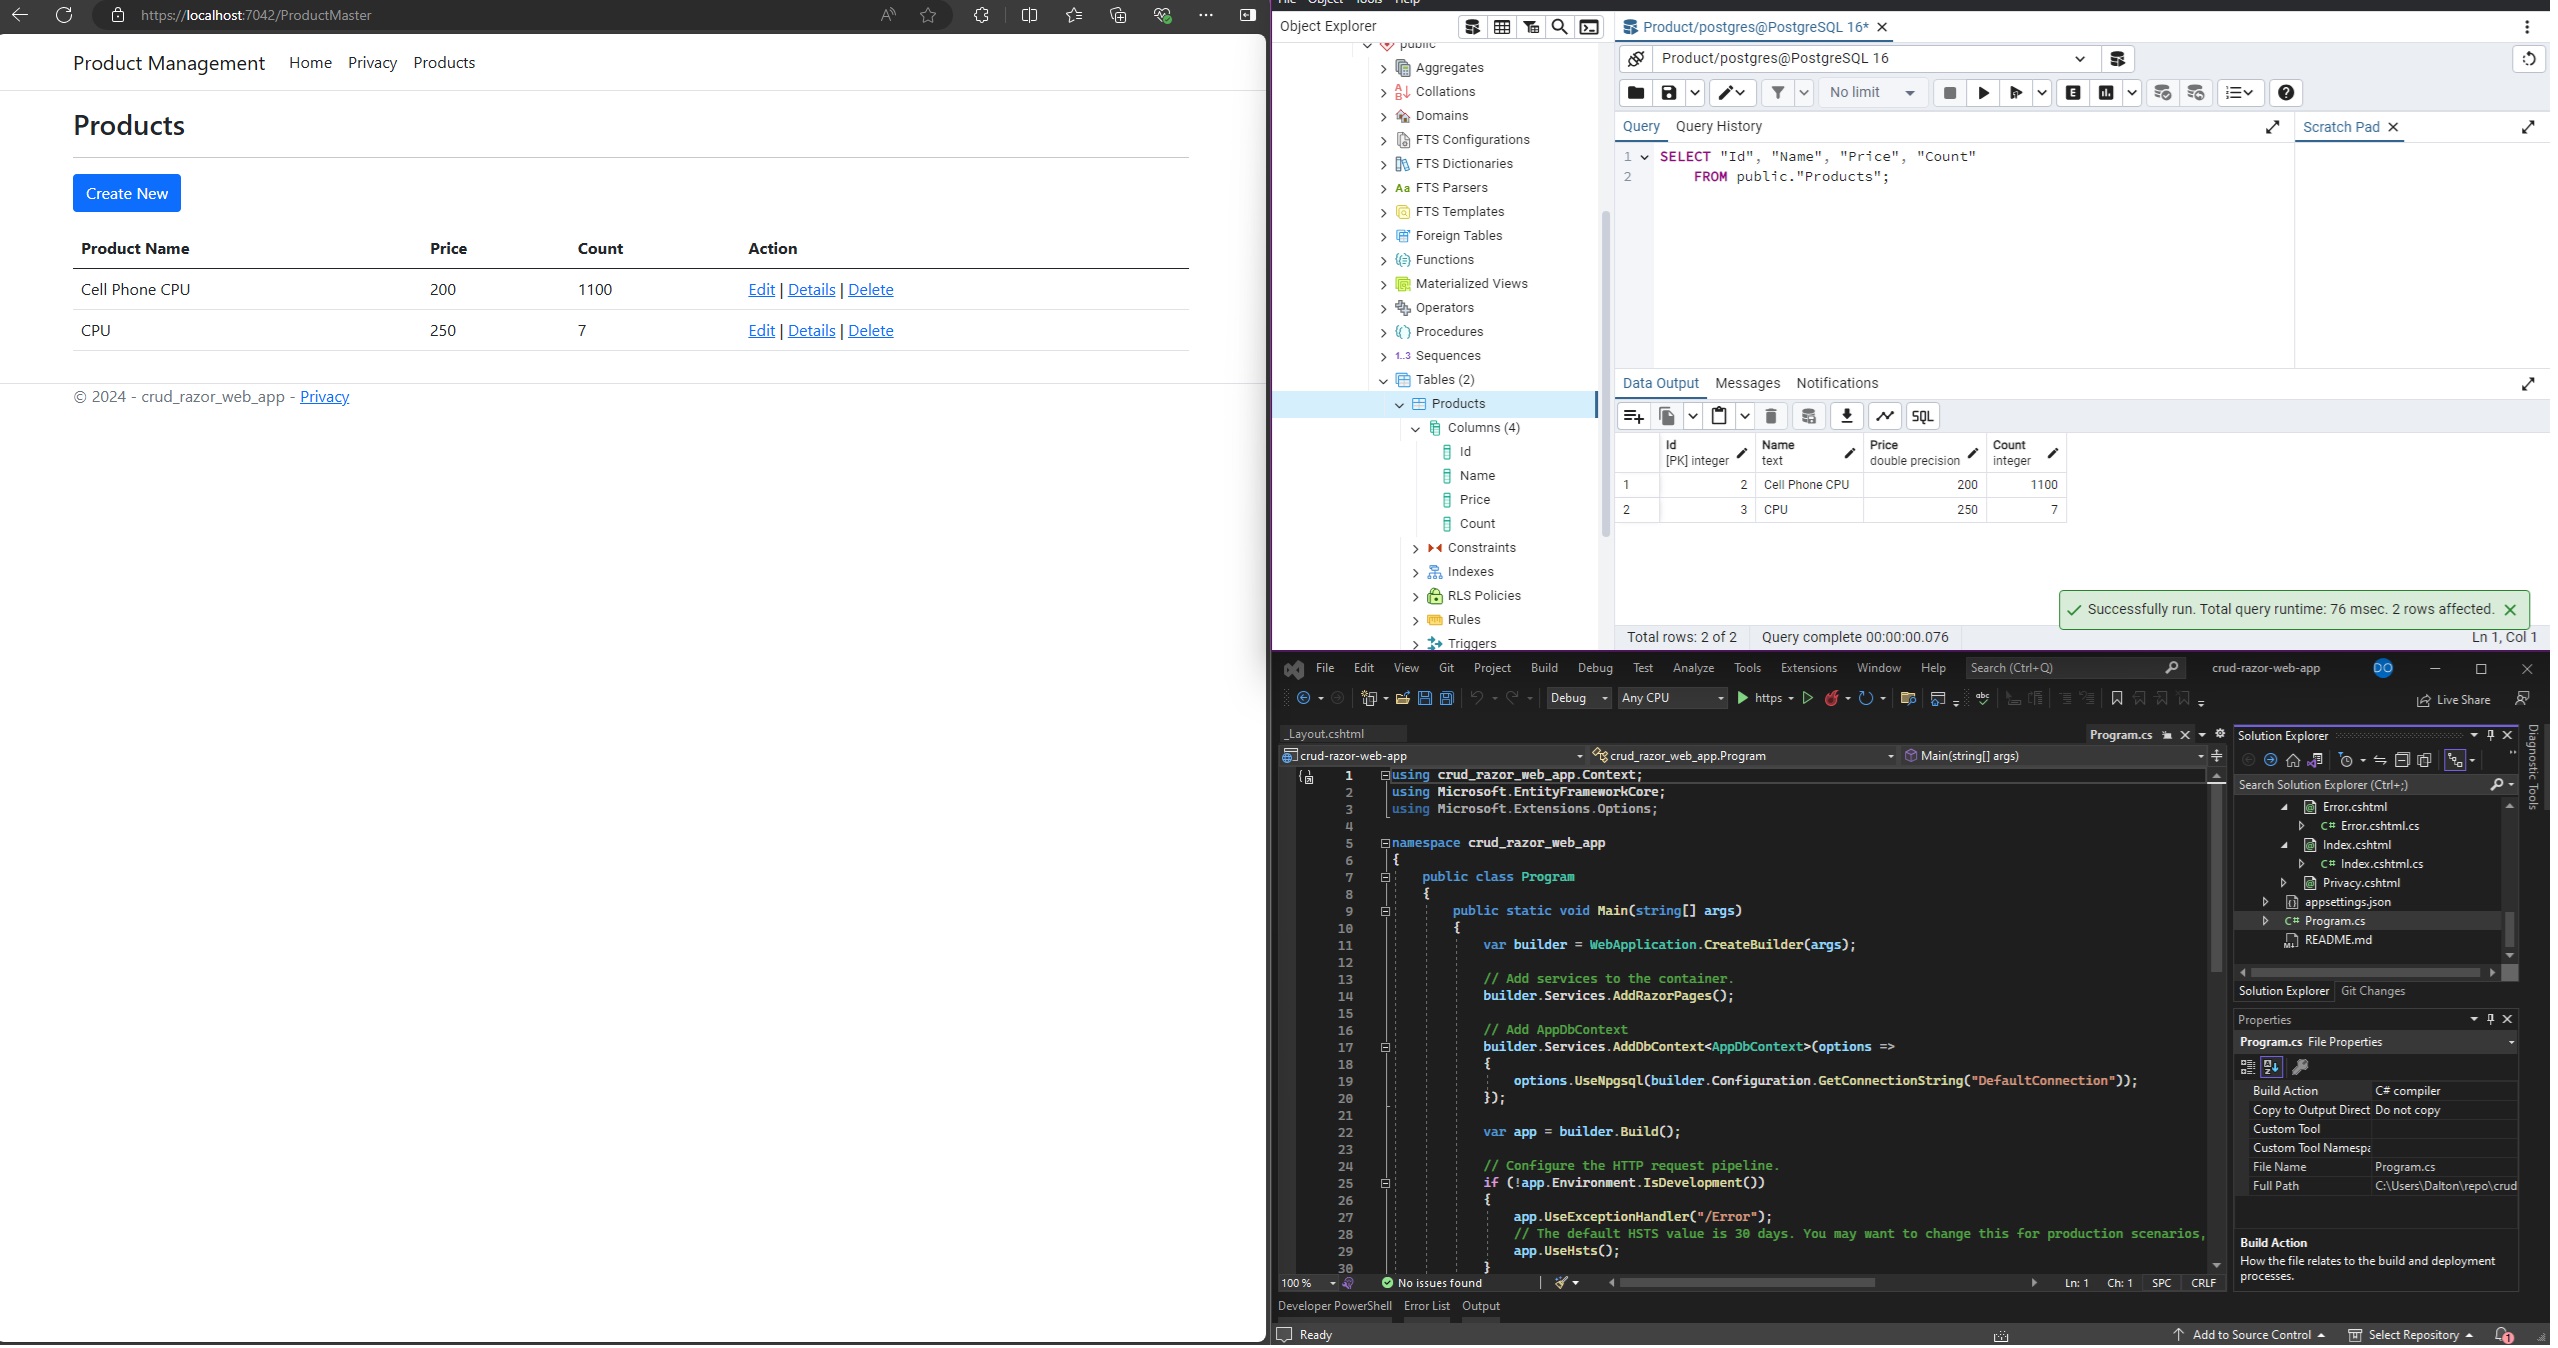 https://localhost:7042/ProductMaster
Product Management Home Privacy Products
Products
Create New
Product Name Price Count Action
Cell Phone CPU 200 1100 Edit | Details | Delete
CPU 250 7 Edit | Details | Delete
© 2024 - crud_razor_web_app - Privacy
File Object Tools Help
Object Explorer
public
Aggregates
Collations
Domains
FTS Configurations
FTS Dictionaries
Aa FTS Parsers
FTS Templates
Foreign Tables
Functions
Materialized Views
Operators
Procedures
1..3 Sequences
Tables (2)
Products
Columns (4)
Id
Name
Price
Count
Constraints
Indexes
RLS Policies
Rules
Triggers
Product/postgres@PostgreSQL 16*
Product/postgres@PostgreSQL 16
No limit
Query Query History
Scratch Pad
1 SELECT "Id", "Name", "Price", "Count"
2 FROM public."Products";
Data Output Messages Notifications
SQL
Id Name Price Count
[PK] integer text double precision integer
1 2 Cell Phone CPU 200 1100
2 3 CPU 250 7
Successfully run. Total query runtime: 76 msec. 2 rows affected.
Total rows: 2 of 2 Query complete 00:00:00.076 Ln 1, Col 1
File Edit View Git Project Build Debug Test Analyze Tools Extensions Window Help Search (Ctrl+Q) crud-razor-web-app DO
Debug Any CPU https Live Share
_Layout.cshtml Program.cs
crud-razor-web-app crud_razor_web_app.Program Main(string[] args)
1 using crud_razor_web_app.Context;
2 using Microsoft.EntityFrameworkCore;
3 using Microsoft.Extensions.Options;
4
5 namespace crud_razor_web_app
6 {
7 public class Program
8 {
9 public static void Main(string[] args)
10 {
11 var builder = WebApplication.CreateBuilder(args);
12
13 // Add services to the container.
14 builder.Services.AddRazorPages();
15
16 // Add AppDbContext
17 builder.Services.AddDbContext<AppDbContext>(options =>
18 {
19 options.UseNpgsql(builder.Configuration.GetConnectionString("DefaultConnection"));
20 });
21
22 var app = builder.Build();
23
24 // Configure the HTTP request pipeline.
25 if (!app.Environment.IsDevelopment())
26 {
27 app.UseExceptionHandler("/Error");
28 // The default HSTS value is 30 days. You may want to change this for production scenarios,
29 app.UseHsts();
30 }
100 % No issues found Ln: 1 Ch: 1 SPC CRLF
Developer PowerShell Error List Output
Solution Explorer
Search Solution Explorer (Ctrl+;)
Error.cshtml
C# Error.cshtml.cs
Index.cshtml
C# Index.cshtml.cs
Privacy.cshtml
appsettings.json
C# Program.cs
README.md
Solution Explorer Git Changes
Properties
Program.cs File Properties
Build Action C# compiler
Copy to Output Direct Do not copy
Custom Tool
Custom Tool Namespa
File Name Program.cs
Full Path C:\Users\Dalton\repo\crud
Build Action
How the file relates to the build and deployment
processes.
Diagnostic Tools
Ready Add to Source Control Select Repository 1